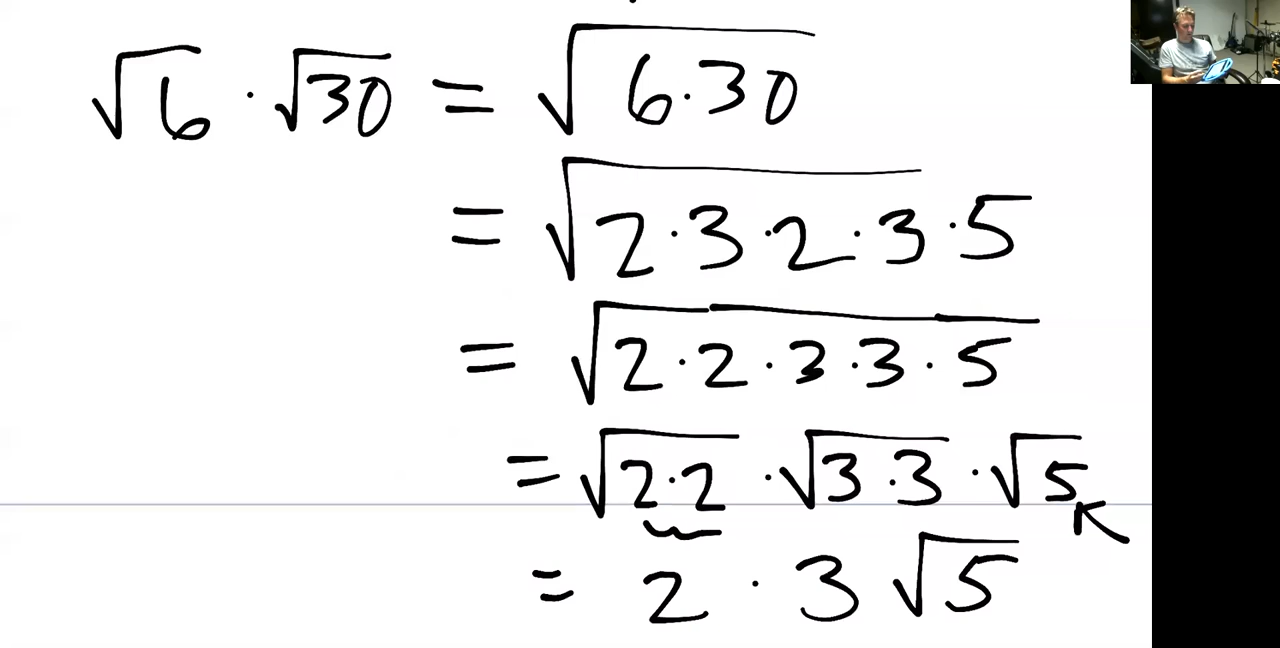 √6 · √30 = √6·30
= √2·3·2·3·5
= √2·2·3·3·5
= √2·2 · √3·3 · √5
= 2 · 3 √5